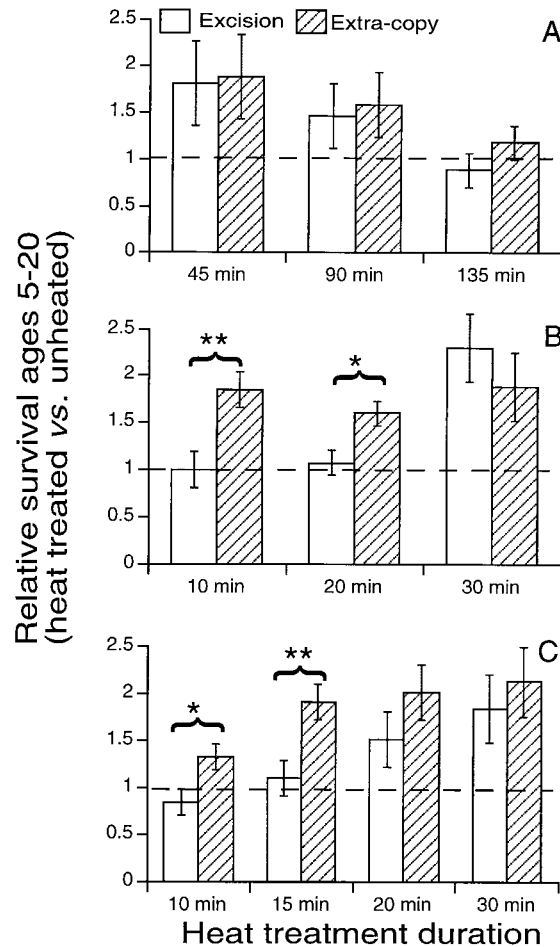 Excision Extra-copy
A
2.5
2
1.5
1
0.5
0
45 min 90 min 135 min
B
2.5
2
1.5
1
0.5
0
** *
10 min 20 min 30 min
C
2.5
2
1.5
1
0.5
0
* **
10 min 15 min 20 min 30 min
Heat treatment duration
Relative survival ages 5-20
(heat treated vs. unheated)